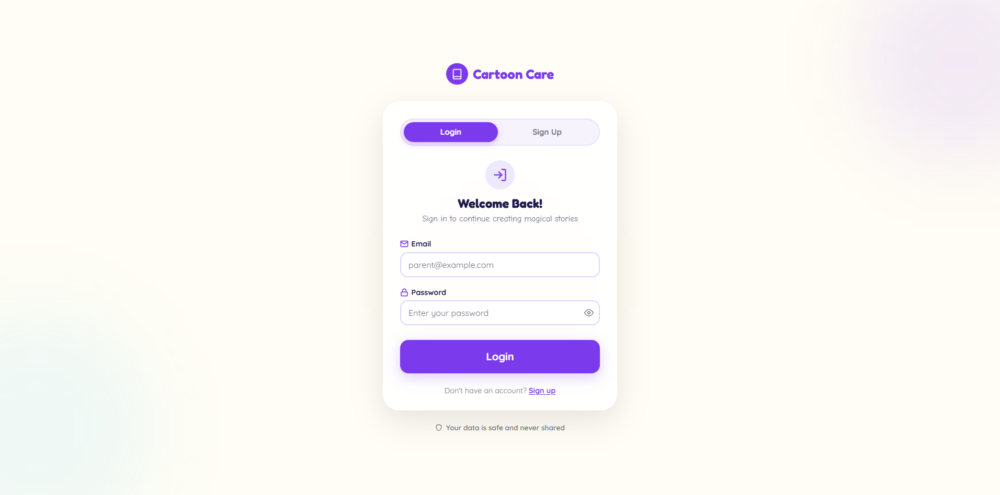 Cartoon Care
Login
Sign Up
Welcome Back!
Sign in to continue creating magical stories
Email
parent@example.com
Password
Enter your password
Login
Don't have an account? Sign up
Your data is safe and never shared